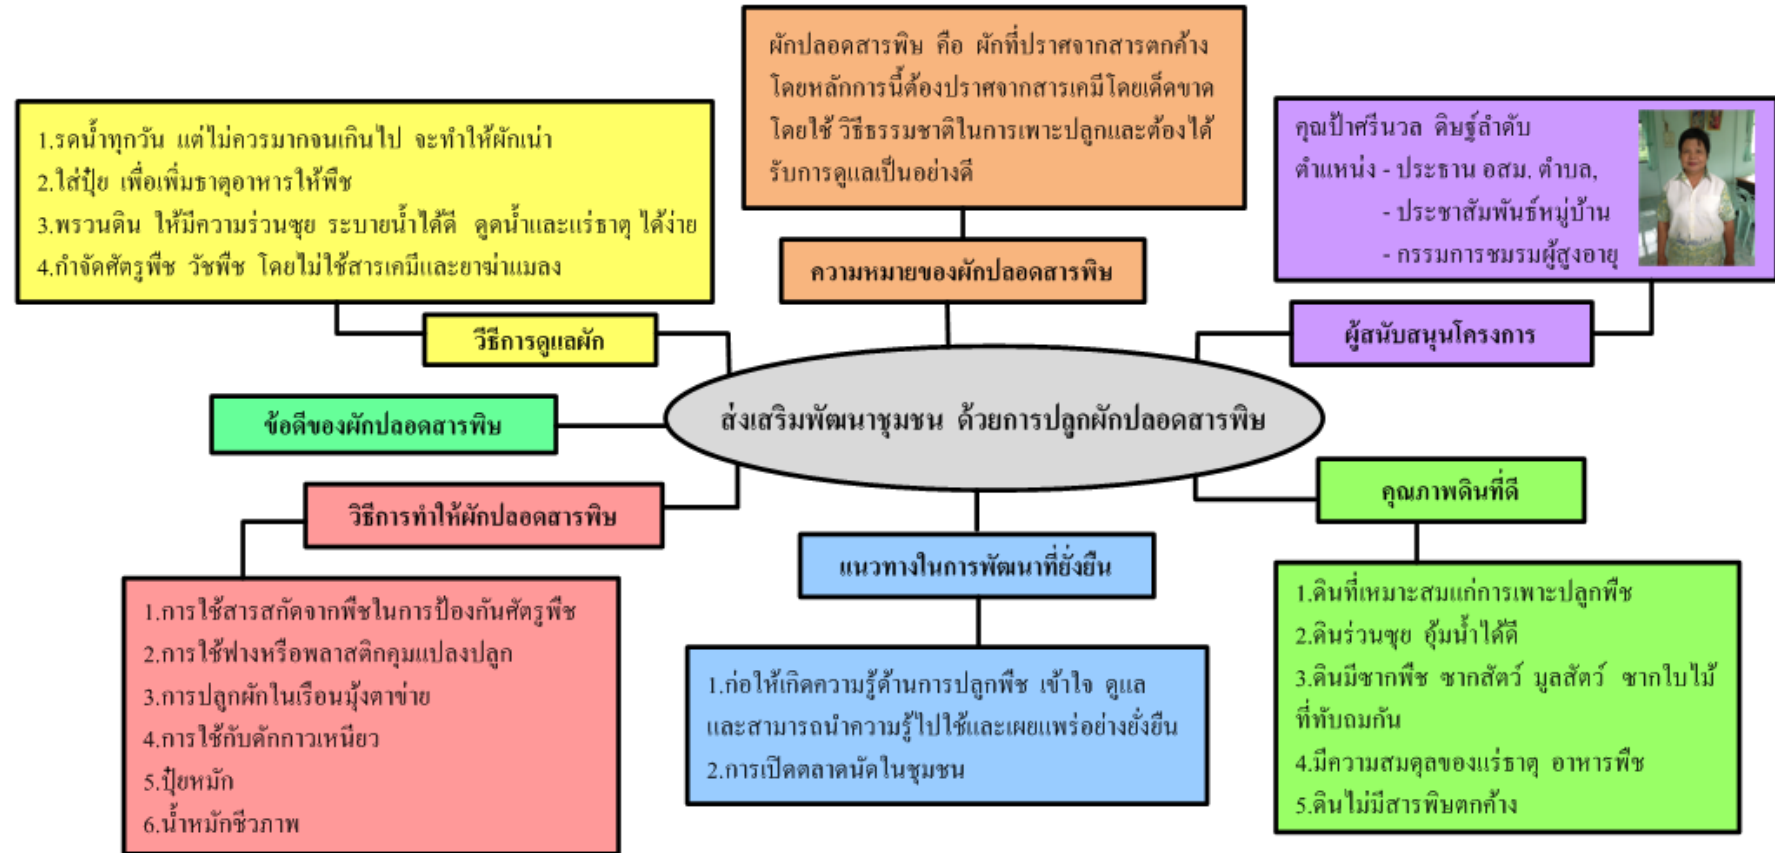 ผักปลอดสารพิษ คือ ผักที่ปราศจากสารตกค้าง
โดยหลักการนี้ต้องปราศจากสารเคมีโดยเด็ดขาด
โดยใช้ วิธีธรรมชาติในการเพาะปลูกและต้องได้
รับการดูแลเป็นอย่างดี
ความหมายของผักปลอดสารพิษ
1.รดน้ำทุกวัน แต่ไม่ควรมากจนเกินไป จะทำให้ผักเน่า
2.ใส่ปุ๋ย เพื่อเพิ่มธาตุอาหารให้พืช
3.พรวนดิน ให้มีความร่วนซุย ระบายน้ำได้ดี ดูดน้ำและแร่ธาตุ ได้ง่าย
4.กำจัดศัตรูพืช วัชพืช โดยไม่ใช้สารเคมีและยาฆ่าแมลง
วีธีการดูแลผัก
คุณป้าศรีนวล ดิษฐ์ลำดับ
ตำแหน่ง - ประธาน อสม. ตำบล,
- ประชาสัมพันธ์หมู่บ้าน
- กรรมการชมรมผู้สูงอายุ
ผู้สนับสนุนโครงการ
ส่งเสริมพัฒนาชุมชน ด้วยการปลูกผักปลอดสารพิษ
ข้อดีของผักปลอดสารพิษ
วิธีการทำให้ผักปลอดสารพิษ
1.การใช้สารสกัดจากพืชในการป้องกันศัตรูพืช
2.การใช้ฟางหรือพลาสติกคุมแปลงปลูก
3.การปลูกผักในเรือนมุ้งตาข่าย
4.การใช้กับดักกาวเหนียว
5.ปุ๋ยหมัก
6.น้ำหมักชีวภาพ
แนวทางในการพัฒนาที่ยั่งยืน
1.ก่อให้เกิดความรู้ด้านการปลูกพืช เข้าใจ ดูแล
และสามารถนำความรู้ไปใช้และเผยแพร่อย่างยั่งยืน
2.การเปิดตลาดนัดในชุมชน
คุณภาพดินที่ดี
1.ดินที่เหมาะสมแก่การเพาะปลูกพืช
2.ดินร่วนซุย อุ้มน้ำได้ดี
3.ดินมีซากพืช ซากสัตว์ มูลสัตว์ ซากใบไม้
ที่ทับถมกัน
4.มีความสมดุลของแร่ธาตุ อาหารพืช
5.ดินไม่มีสารพิษตกค้าง